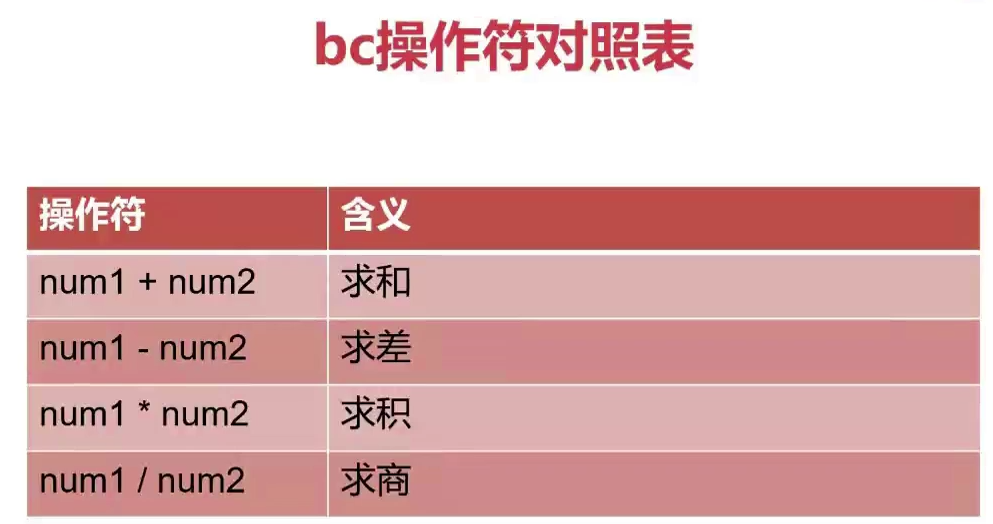 bc操作符对照表
操作符 含义
num1 + num2 求和
num1 - num2 求差
num1 * num2 求积
num1 / num2 求商